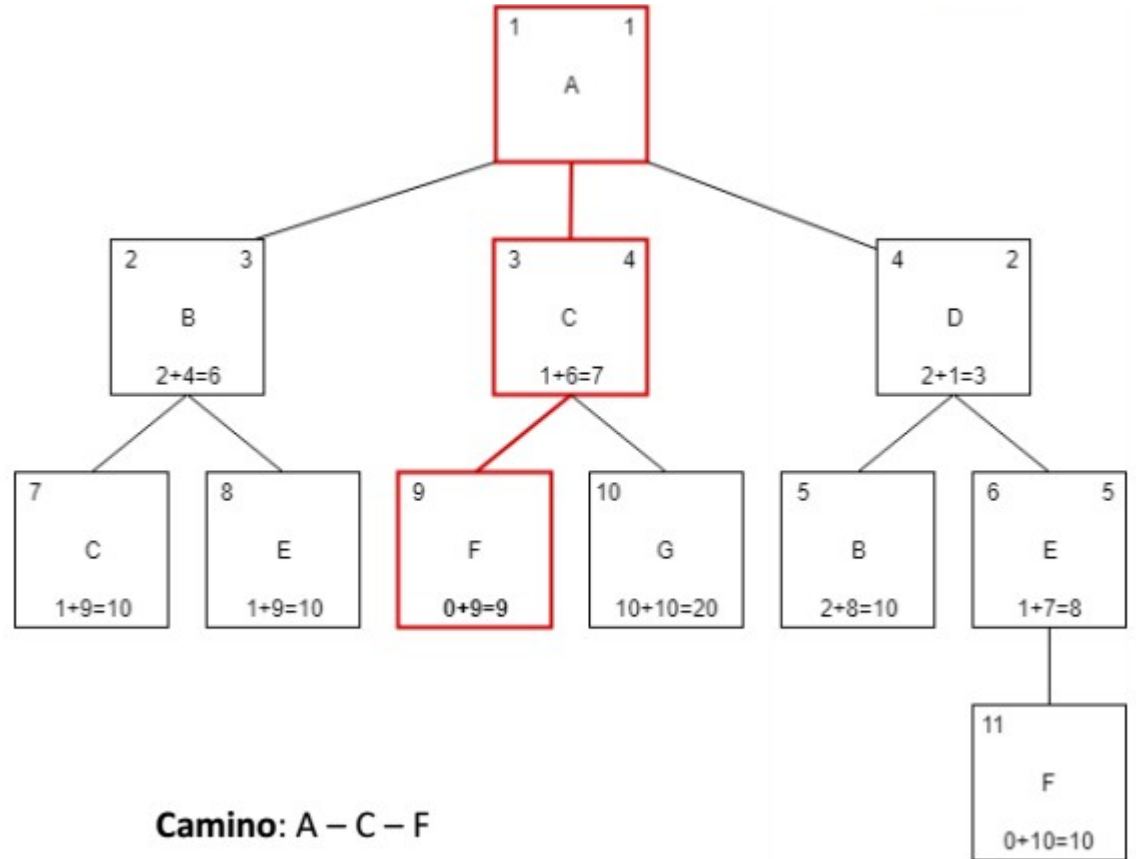 1 1
A
2 3
B
2+4=6
3 4
C
1+6=7
4 2
D
2+1=3
7
C
1+9=10
8
E
1+9=10
9
F
0+9=9
10
G
10+10=20
5
B
2+8=10
6 5
E
1+7=8
11
F
0+10=10
Camino: A – C – F